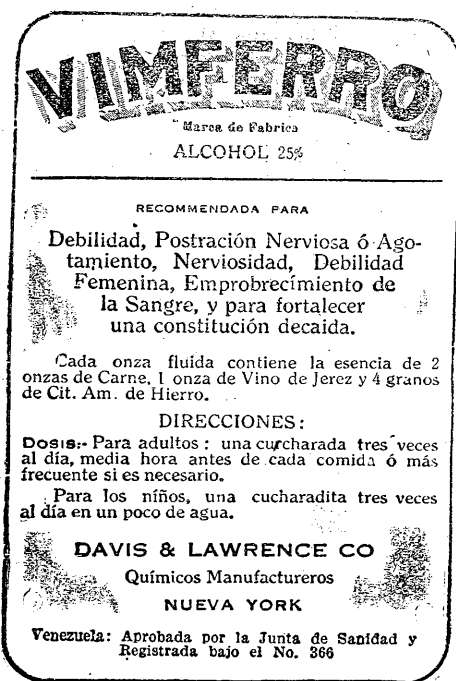 VIMFERRO
Marca de Fabrica
ALCOHOL 25%
RECOMMENDADA PARA
Debilidad, Postración Nerviosa ó Ago-
tamiento, Nerviosidad, Debilidad
Femenina, Emprobrecímiento de
la Sangre, y para fortalecer
una constitución decaida.
Cada onza fluida contiene la esencia de 2
onzas de Carne, 1 onza de Vino de Jerez y 4 granos
de Cit. Am. de Hierro.
DIRECCIONES:
DOSIS:- Para adultos: una curcharada tres veces
al día, media hora antes de cada comida ó más
frecuente si es necesario.
Para los níños, una cucharadita tres veces
al día en un poco de agua.
DAVIS & LAWRENCE CO
Químicos Manufactureros
NUEVA YORK
Venezuela: Aprobada por la Junta de Sanidad y
Registrada bajo el No. 366